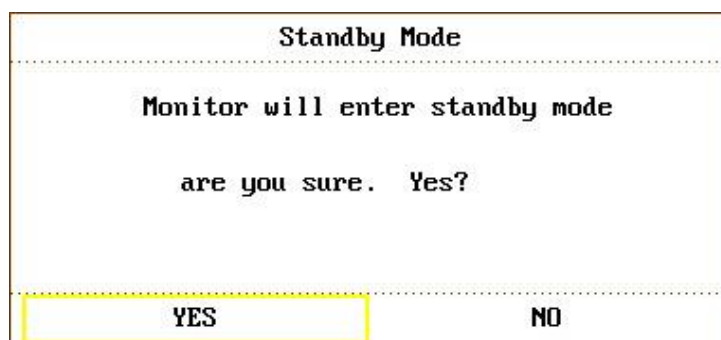 Standby Mode
Monitor will enter standby mode
are you sure. Yes?
YES NO